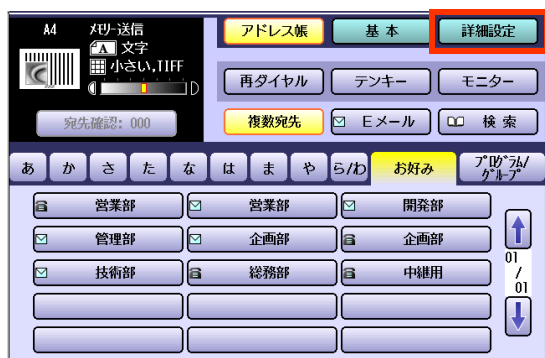 A4 ﾒﾓﾘｰ送信
A 文字
小さい,TIFF
D
宛先確認: 000
アドレス帳 基 本 詳細設定
再ダイヤル テンキー モニター
複数宛先 Eメール 検 索
あ か さ た な は ま や ら/わ お好み ﾌﾟﾛｸﾞﾗﾑ/
ｸﾞﾙｰﾌﾟ
営業部 営業部 開発部
管理部 企画部 企画部
技術部 総務部 中継用
01
/
01